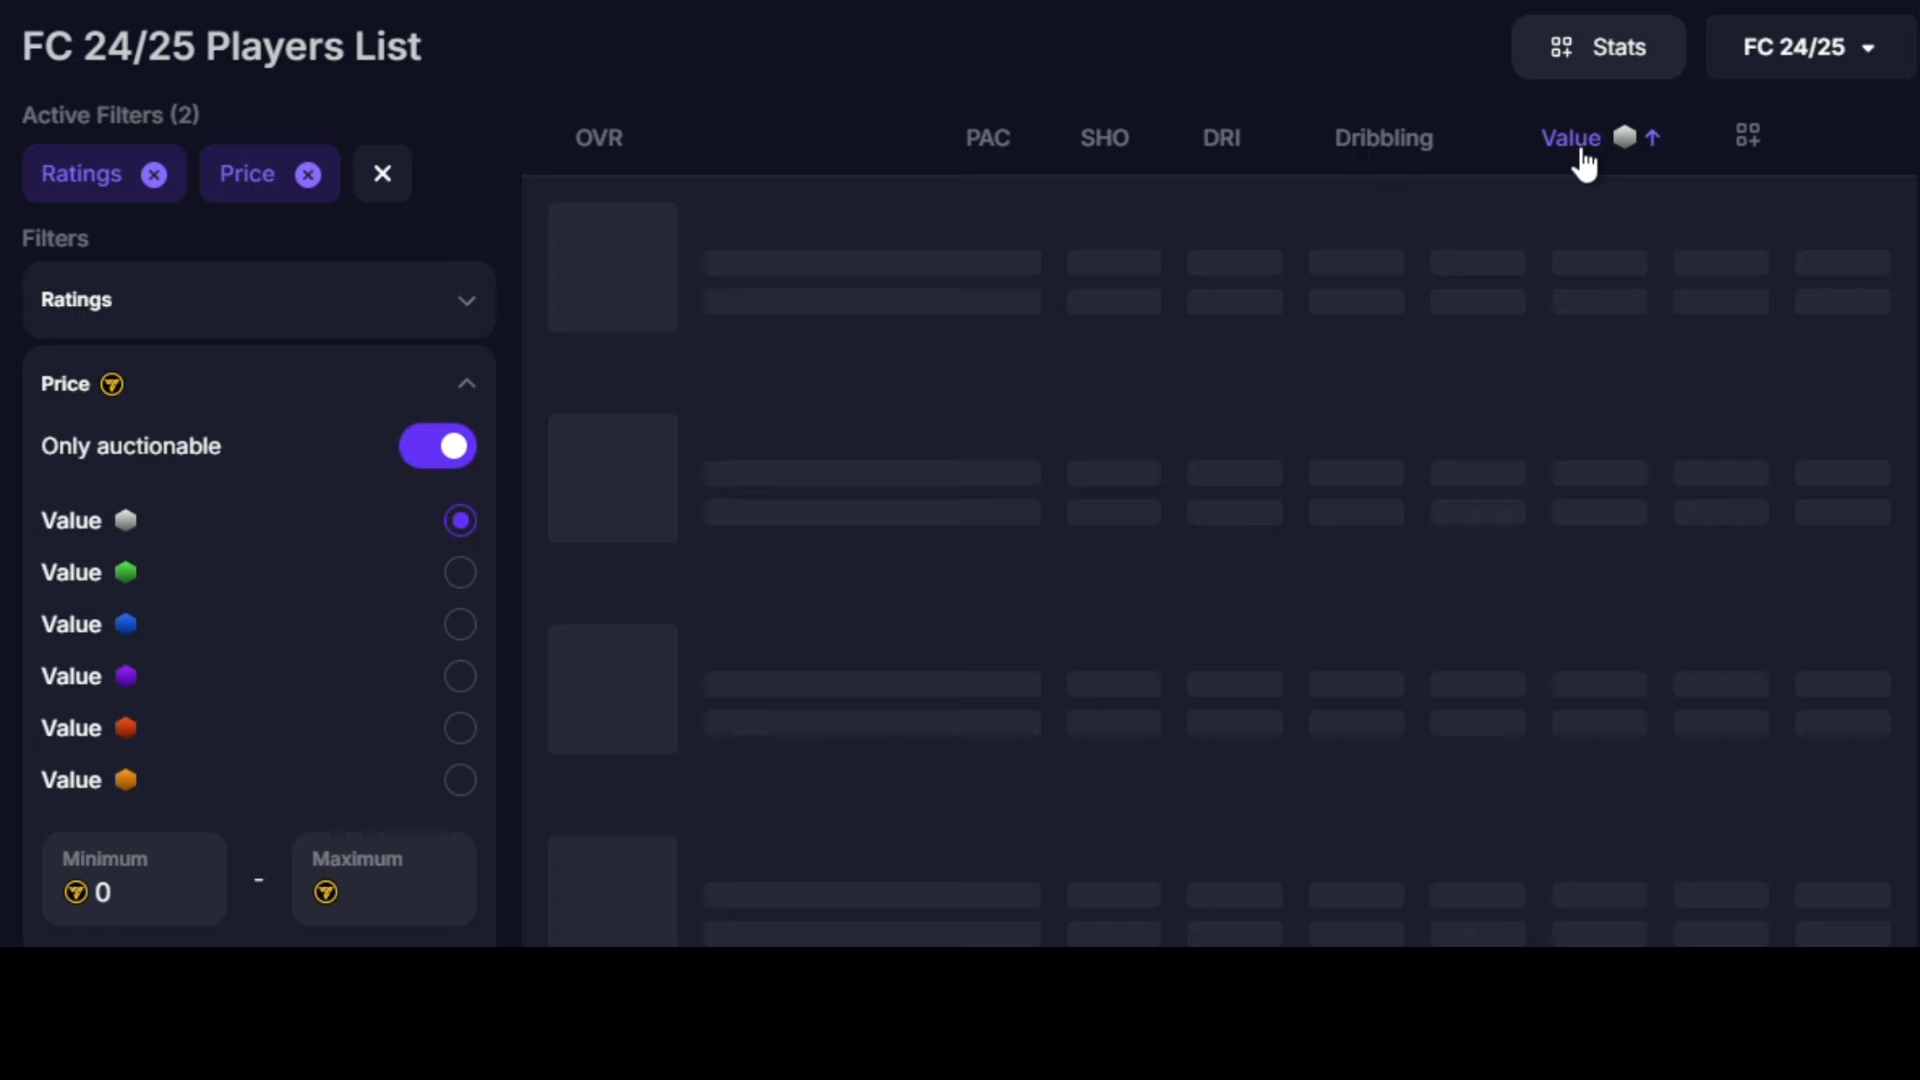 FC 24/25 Players List
Stats
FC 24/25
Active Filters (2)
Ratings
Price
OVR
PAC
SHO
DRI
Dribbling
Value
Filters
Ratings
Price
Only auctionable
Value
Value
Value
Value
Value
Value
Minimum
0
-
Maximum